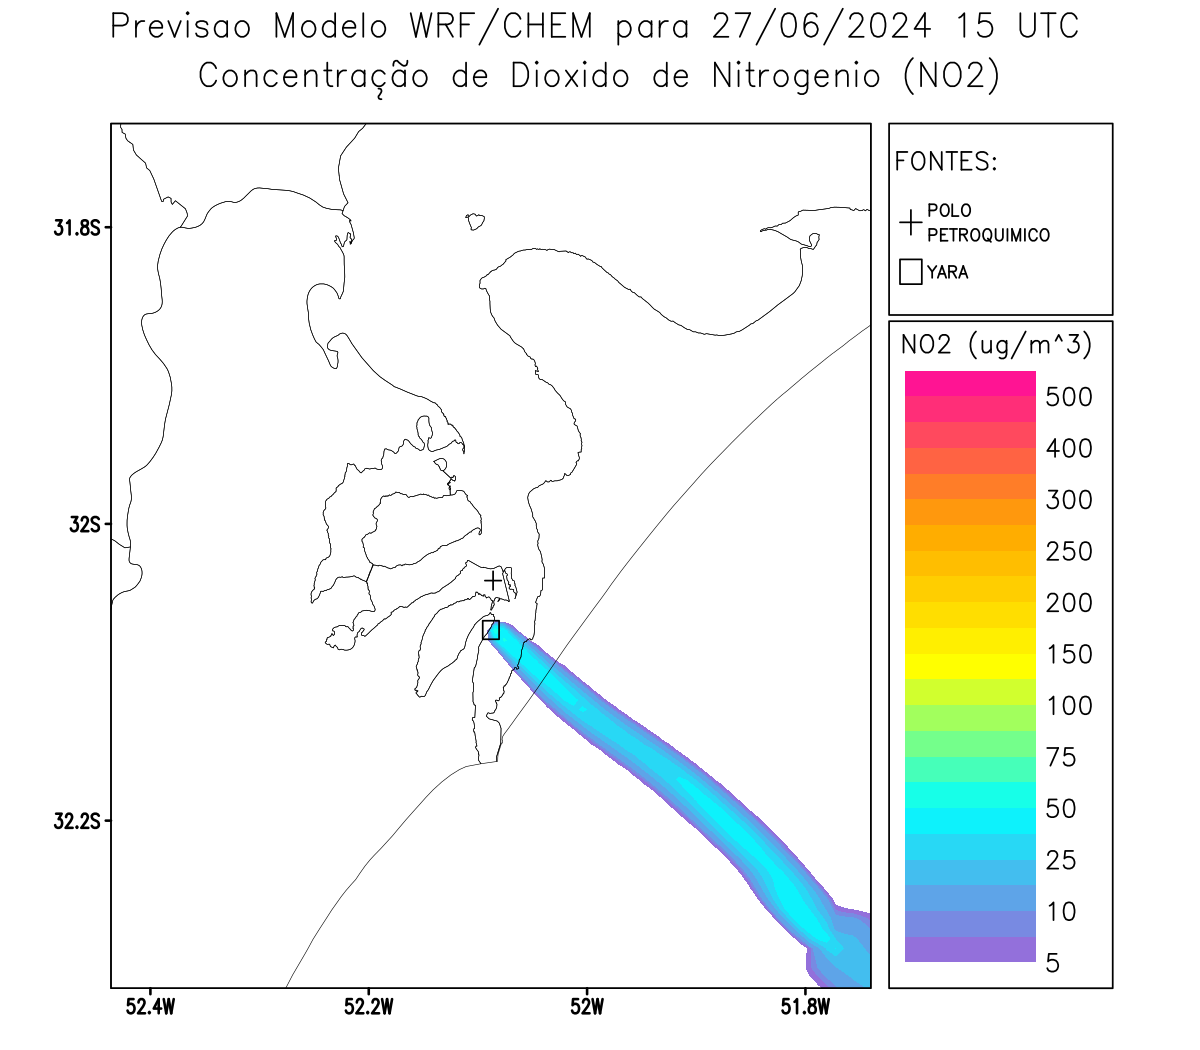 Previsao Modelo WRF/CHEM para 27/06/2024 15 UTC
Concentração de Dioxido de Nitrogenio (NO2)
FONTES:
POLO
PETROQUIMICO
YARA
NO2 (ug/m^3)
500
400
300
250
200
150
100
75
50
25
10
5
31.8S
32S
32.2S
52.4W
52.2W
52W
51.8W